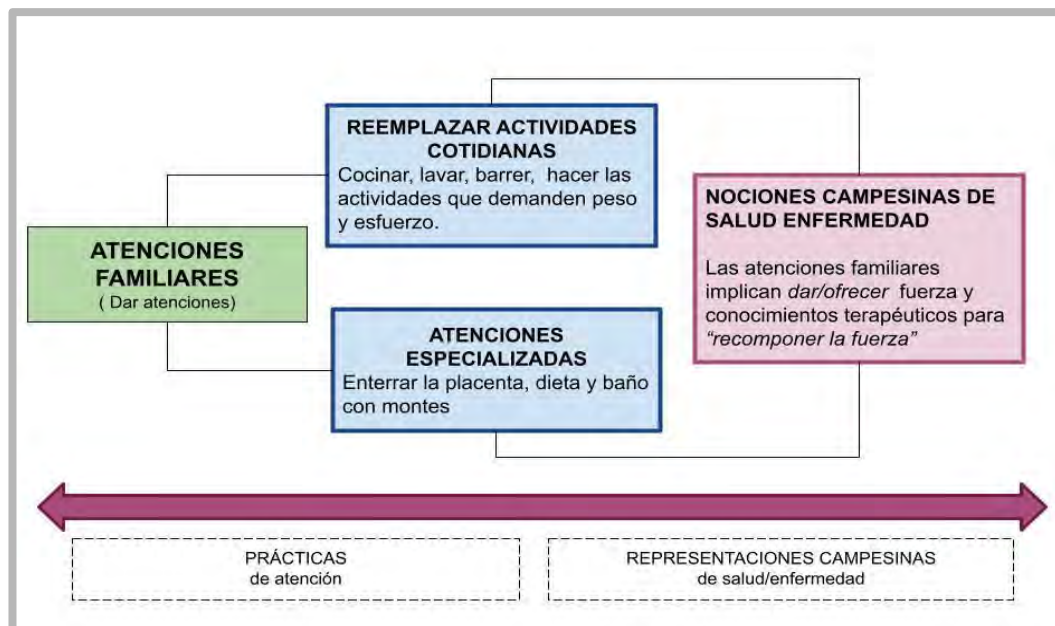 REEMPLAZAR ACTIVIDADES
COTIDIANAS
Cocinar, lavar, barrer, hacer las
actividades que demanden peso
y esfuerzo.
ATENCIONES
FAMILIARES
( Dar atenciones)
ATENCIONES
ESPECIALIZADAS
Enterrar la placenta, dieta y baño
con montes
NOCIONES CAMPESINAS DE
SALUD ENFERMEDAD
Las atenciones familiares
implican dar/ofrecer fuerza y
conocimientos terapéuticos para
“recomponer la fuerza”
PRÁCTICAS
de atención
REPRESENTACIONES CAMPESINAS
de salud/enfermedad